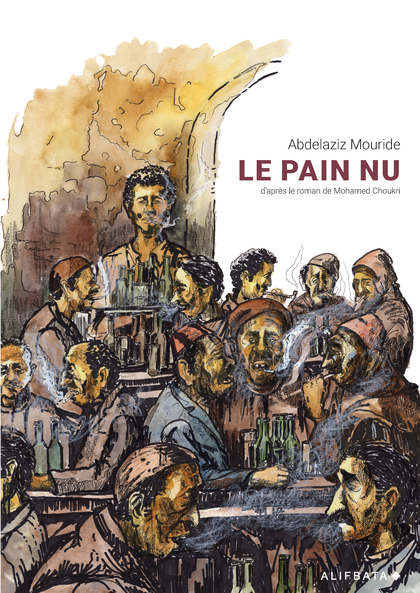 Abdelaziz Mouride
LE PAIN NU
d'après le roman de Mohamed Choukri
ALIFBATA